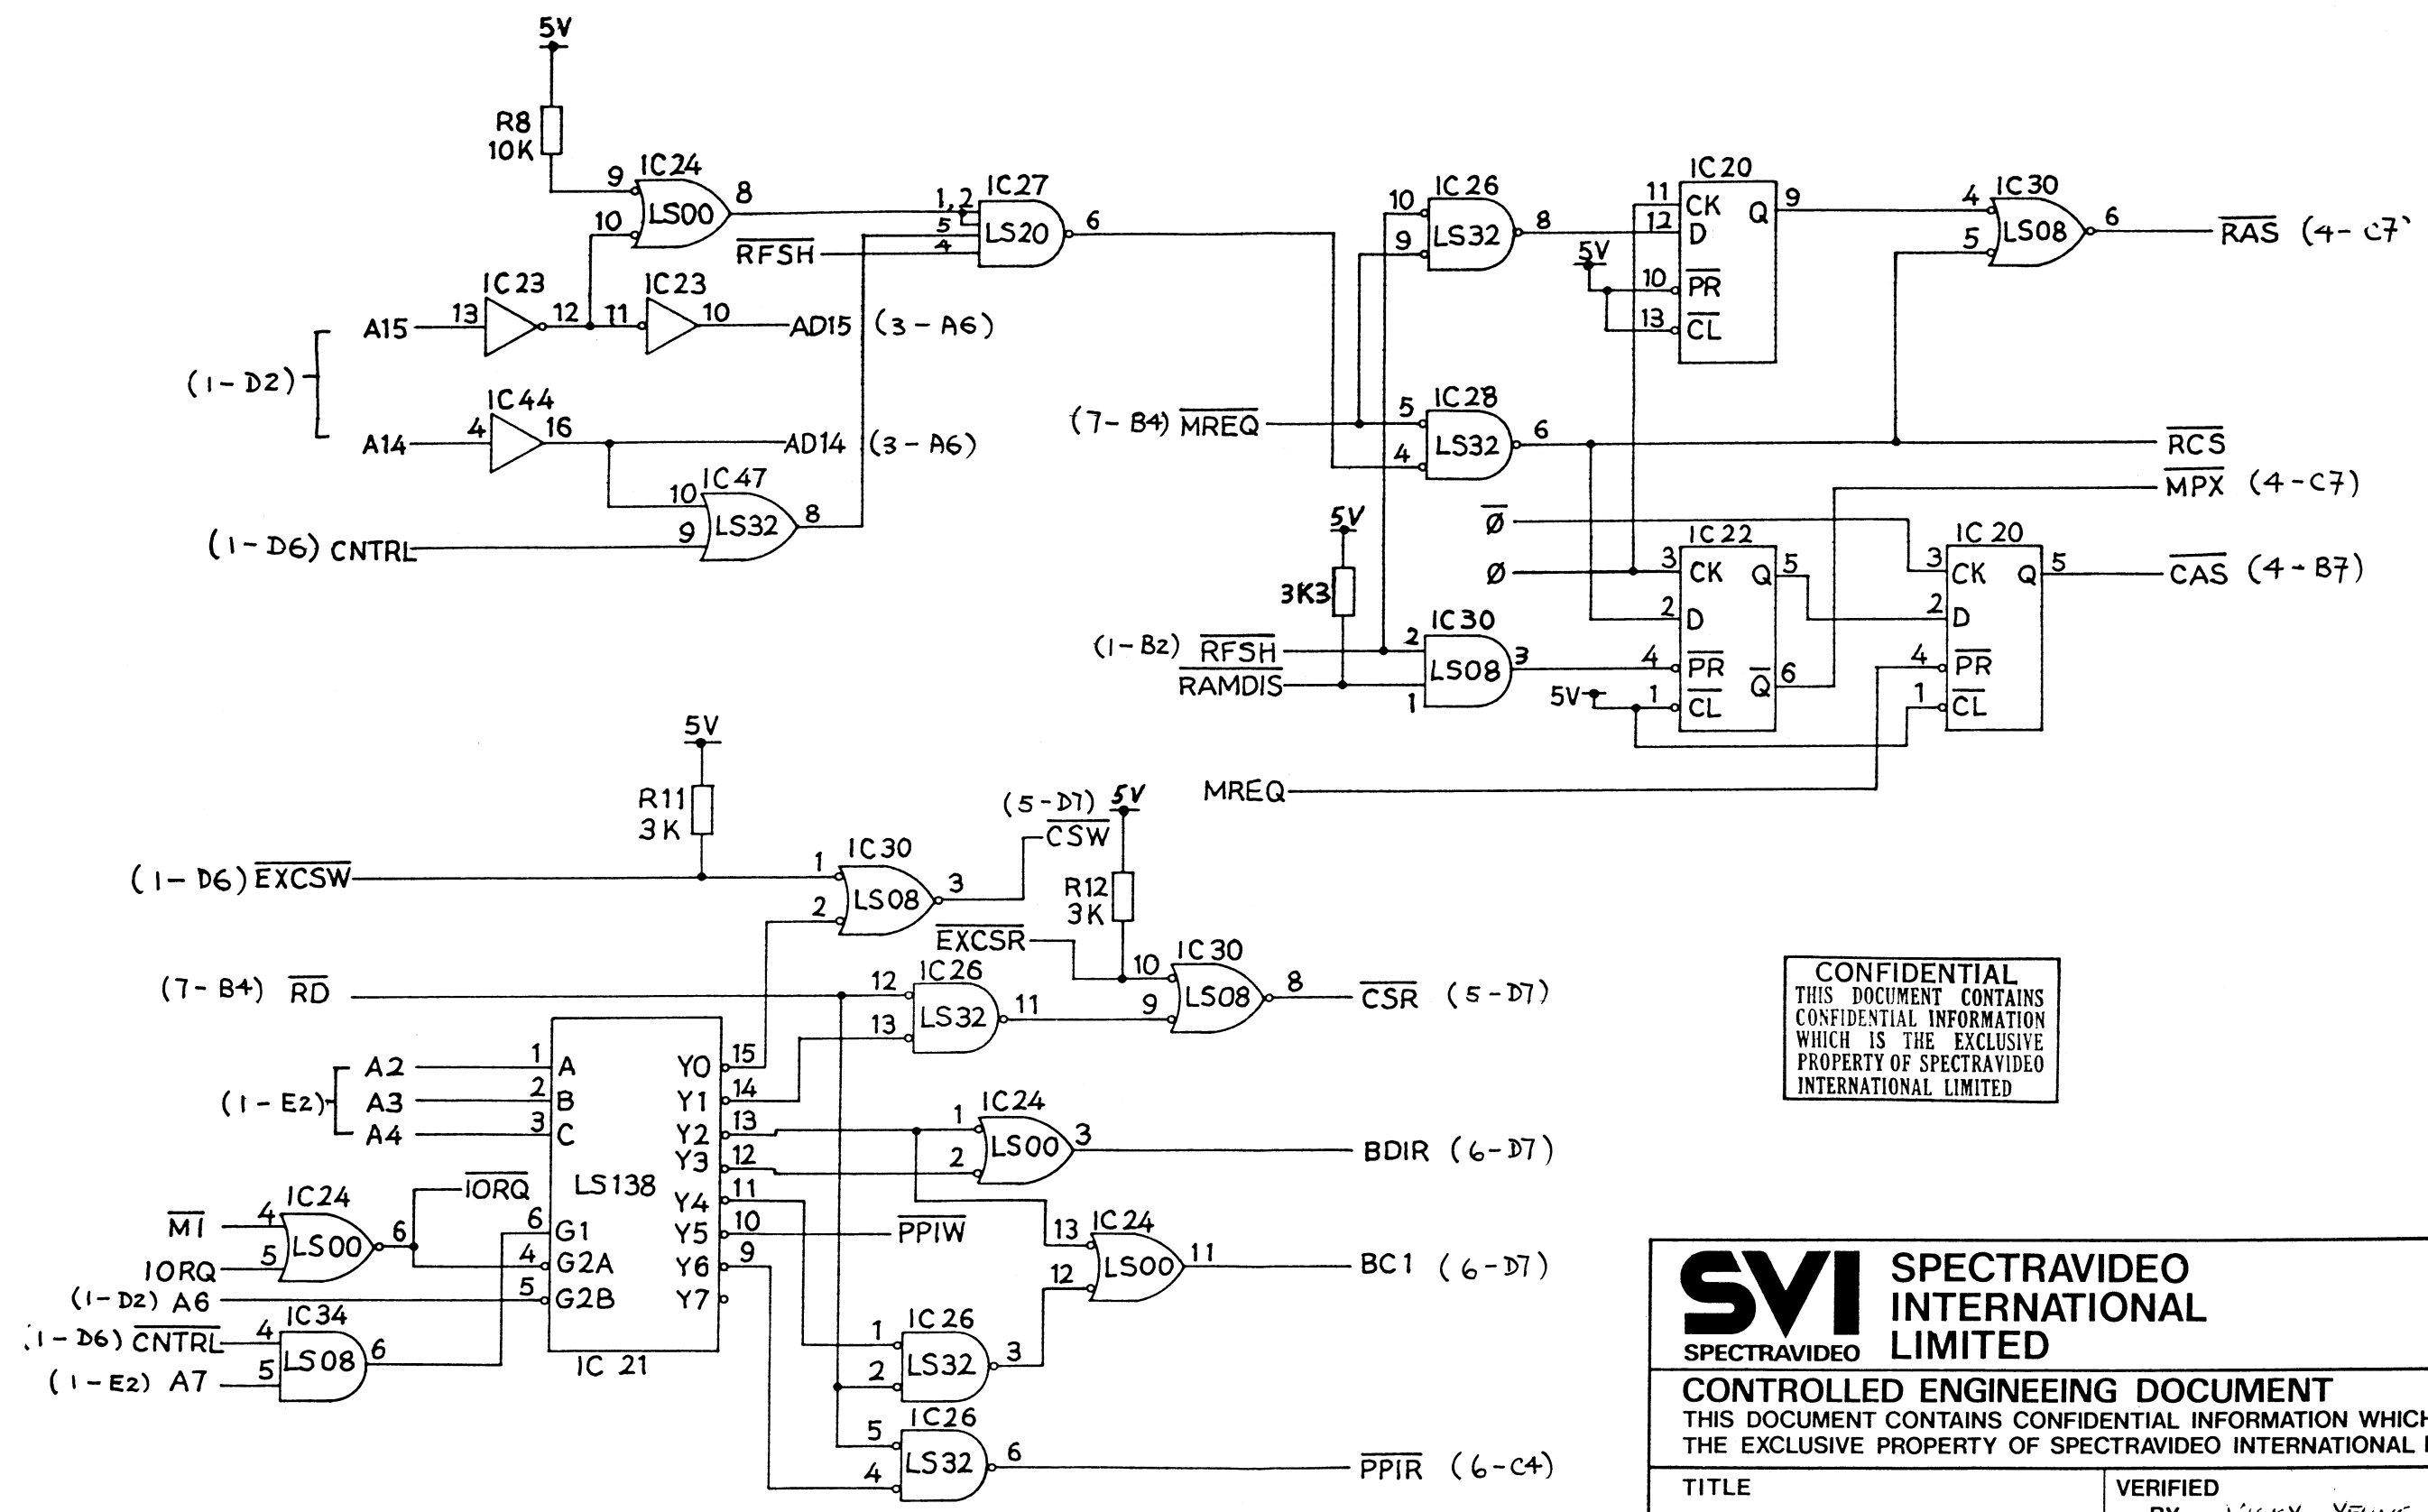 5V
R8
10K
9 IC24 8
10 LS00
1,2 IC27
5 LS20 6
4
RFSH
A15 13 IC23 12 11 IC23 10 AD15 (3-A6)
(1-D2)
A14 4 IC44 16 AD14 (3-A6)
IC47
10 LS32 8
9
(1-D6) CNTRL
IC26
10 LS32 8
9
IC20
11 CK Q 9
12 D
5V
10 PR
13 CL
IC30
4 LS08 6
5
RAS (4-C7
(7-B4) MREQ
IC28
5 LS32 6
4
RCS
MPX (4-C7)
Ø
Ø
5V
3K3
IC22
3 CK Q 5
2 D
4 PR Q 6
5V 1 CL
IC20
3 CK Q 5
2 D
4 PR
1 CL
CAS (4-B7)
(1-B2) RFSH
RAMDIS
IC30
2 LS08 3
1
MREQ
5V
R11
3K
(1-D6) EXCSW
IC30
1 LS08 3
2
(5-D7)
CSW
5V
R12
3K
EXCSR
IC30
10 LS08 8
9
CSR (5-D7)
(7-B4) RD
IC26
12 LS32 11
13
(1-E2)
A2 1 A
A3 2 B
A4 3 C
LS138
6 G1
4 G2A
5 G2B
Y0 15
Y1 14
Y2 13
Y3 12
Y4 11
Y5 10
Y6 9
Y7
IC 21
IC24
1 LS00 3
2
BDIR (6-D7)
PPIW
IC24
13 LS00 11
12
BC1 (6-D7)
IORQ
IC24
M1 4 LS00 6
IORQ 5
(1-D2) A6
IC34
1-D6) CNTRL 4 LS08 6
(1-E2) A7 5
IC26
1 LS32 3
2
IC26
5 LS32 6
4
PPIR (6-C4)
CONFIDENTIAL
THIS DOCUMENT CONTAINS
CONFIDENTIAL INFORMATION
WHICH IS THE EXCLUSIVE
PROPERTY OF SPECTRAVIDEO
INTERNATIONAL LIMITED
SVI
SPECTRAVIDEO
SPECTRAVIDEO
INTERNATIONAL
LIMITED
CONTROLLED ENGINEEING DOCUMENT
THIS DOCUMENT CONTAINS CONFIDENTIAL INFORMATION WHICH
THE EXCLUSIVE PROPERTY OF SPECTRAVIDEO INTERNATIONAL
TITLE
VERIFIED
BY